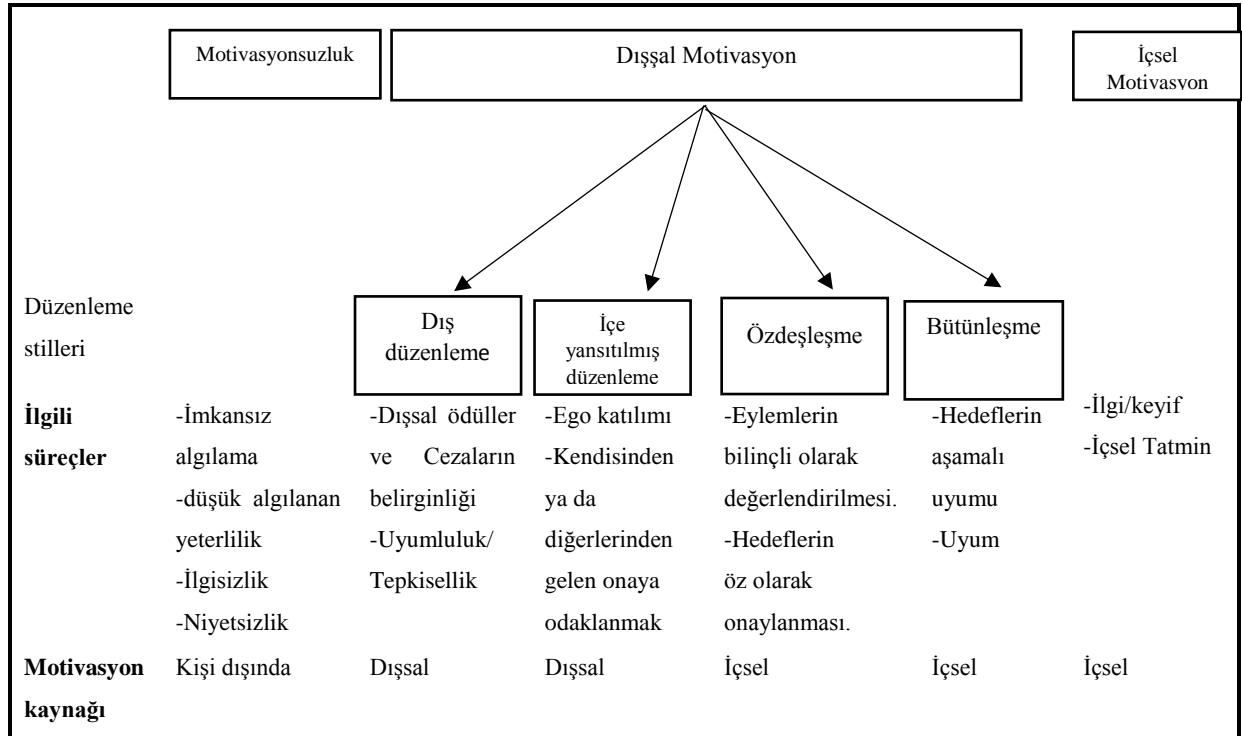 Motivasyonsuzluk
Dışşal Motivasyon
İçsel
Motivasyon
Düzenleme
stilleri
Dış
düzenleme
İçe
yansıtılmış
düzenleme
Özdeşleşme
Bütünleşme
İlgili
süreçler
-İmkansız
algılama
-düşük algılanan
yeterlilik
-İlgisizlik
-Niyetsizlik
-Dışsal ödüller
ve Cezaların
belirginliği
-Uyumluluk/
Tepkisellik
-Ego katılımı
-Kendisinden
ya da
diğerlerinden
gelen onaya
odaklanmak
-Eylemlerin
bilinçli olarak
değerlendirilmesi.
-Hedeflerin
öz olarak
onaylanması.
-Hedeflerin
aşamalı
uyumu
-Uyum
-İlgi/keyif
-İçsel Tatmin
Motivasyon
kaynağı
Kişi dışında
Dışsal
Dışsal
İçsel
İçsel
İçsel